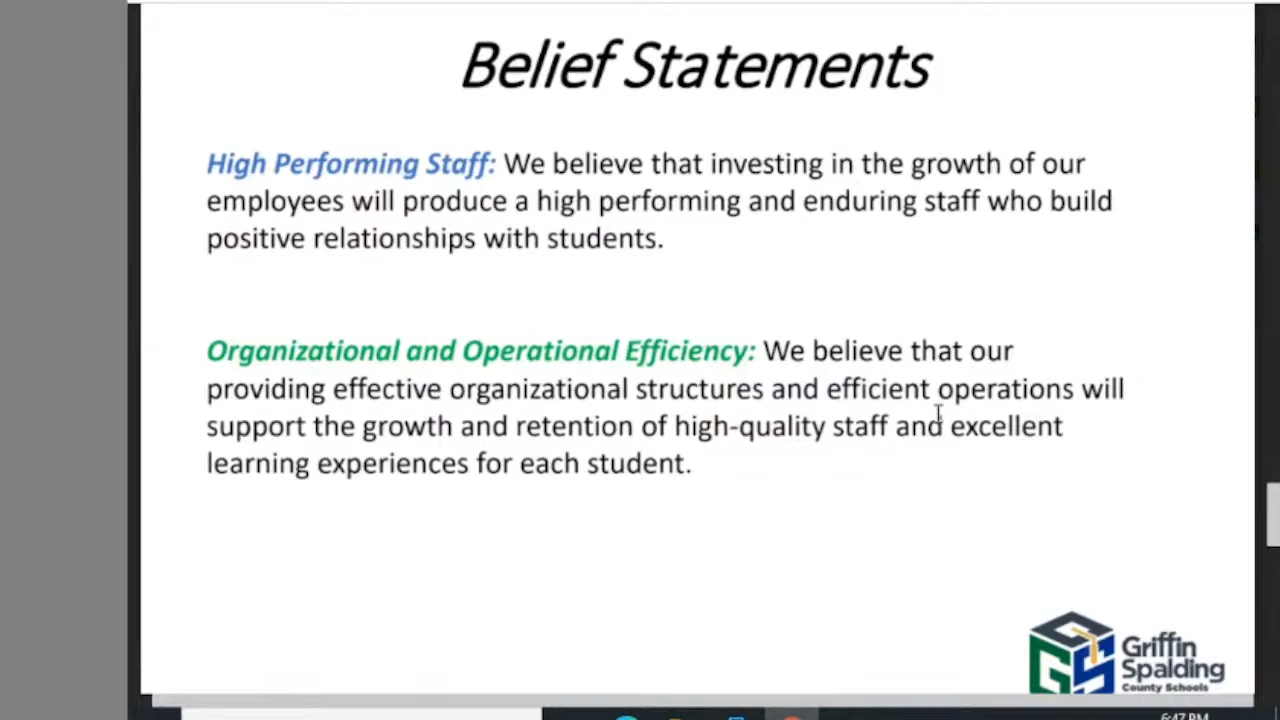 Belief Statements
High Performing Staff: We believe that investing in the growth of our
employees will produce a high performing and enduring staff who build
positive relationships with students.
Organizational and Operational Efficiency: We believe that our
providing effective organizational structures and efficient operations will
support the growth and retention of high-quality staff and excellent
learning experiences for each student.
Griffin
Spalding
County Schools
6:47 PM